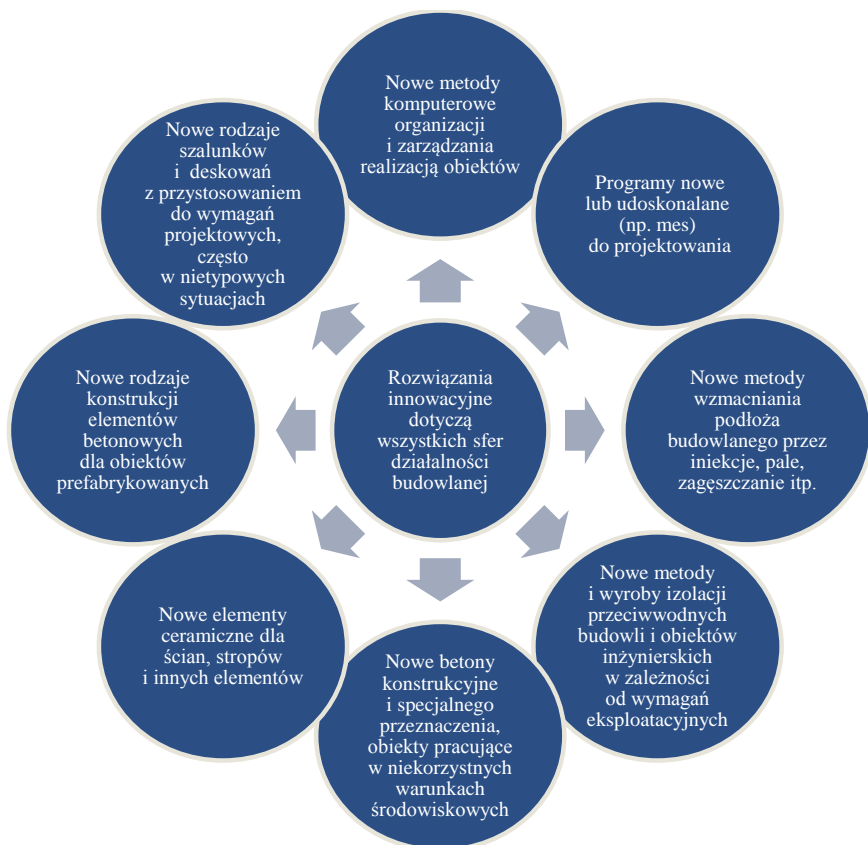 Nowe metody
komputerowe
organizacji
i zarządzania
realizacją obiektów
Programy nowe
lub udoskonalane
(np. mes)
do projektowania
Nowe metody
wzmacniania
podłoża
budowlanego przez
iniekcje, pale,
zagęszczanie itp.
Nowe metody
i wyroby izolacji
przeciwwodnych
budowli i obiektów
inżynierskich
w zależności
od wymagań
eksploatacyjnych
Nowe betony
konstrukcyjne
i specjalnego
przeznaczenia,
obiekty pracujące
w niekorzystnych
warunkach
środowiskowych
Nowe elementy
ceramiczne dla
ścian, stropów
i innych elementów
Nowe rodzaje
konstrukcji
elementów
betonowych
dla obiektów
prefabrykowanych
Nowe rodzaje
szalunków
i deskowań
z przystosowaniem
do wymagań
projektowych,
często
w nietypowych
sytuacjach
Rozwiązania
innowacyjne
dotyczą
wszystkich sfer
działalności
budowlanej